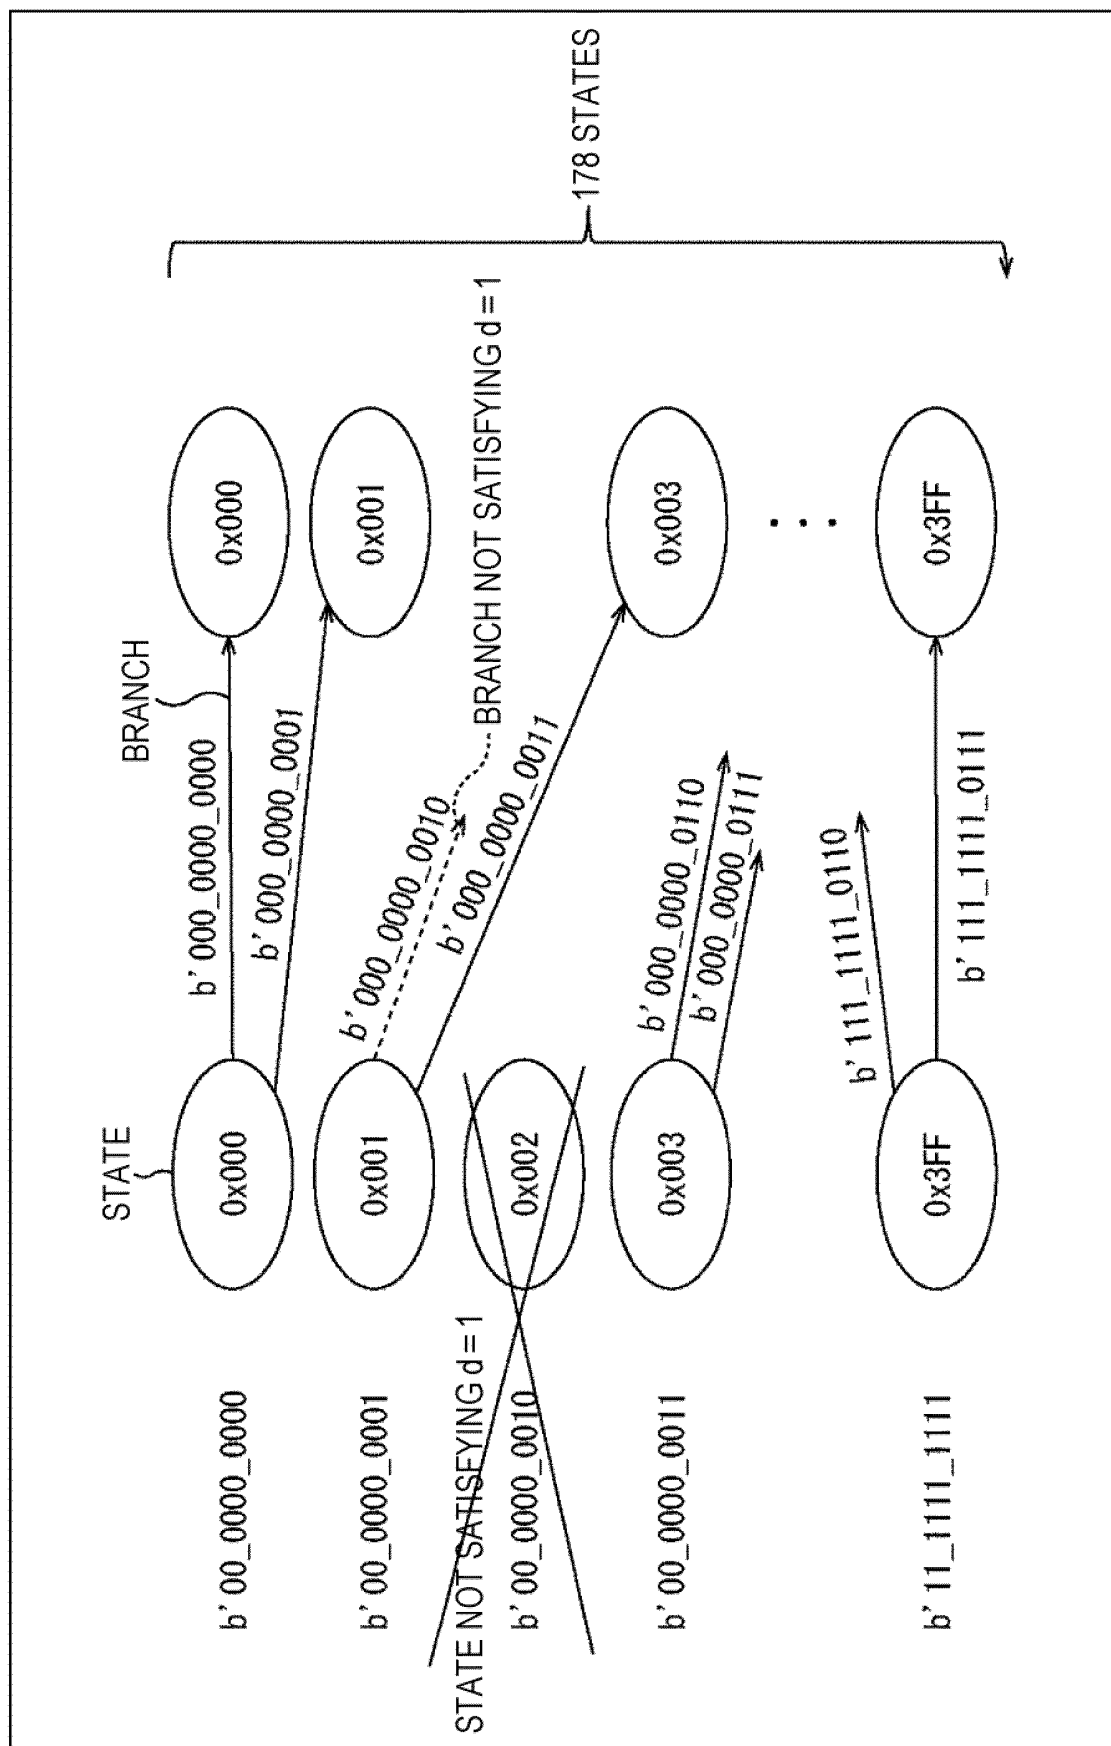 STATE
BRANCH
b' 00_0000_0000
0x000
b' 000_0000_0000
0x000
b' 000_0000_0001
b' 00_0000_0001
0x001
b' 000_0000_0010
0x001
BRANCH NOT SATISFYING d = 1
b' 000_0000_0011
STATE NOT SATISFYING d = 1
b' 00_0000_0010
0x002
b' 00_0000_0011
0x003
b' 000_0000_0110
b' 000_0000_0111
0x003
. . .
b' 111_1111_0110
b' 11_1111_1111
0x3FF
b' 111_1111_0111
0x3FF
178 STATES